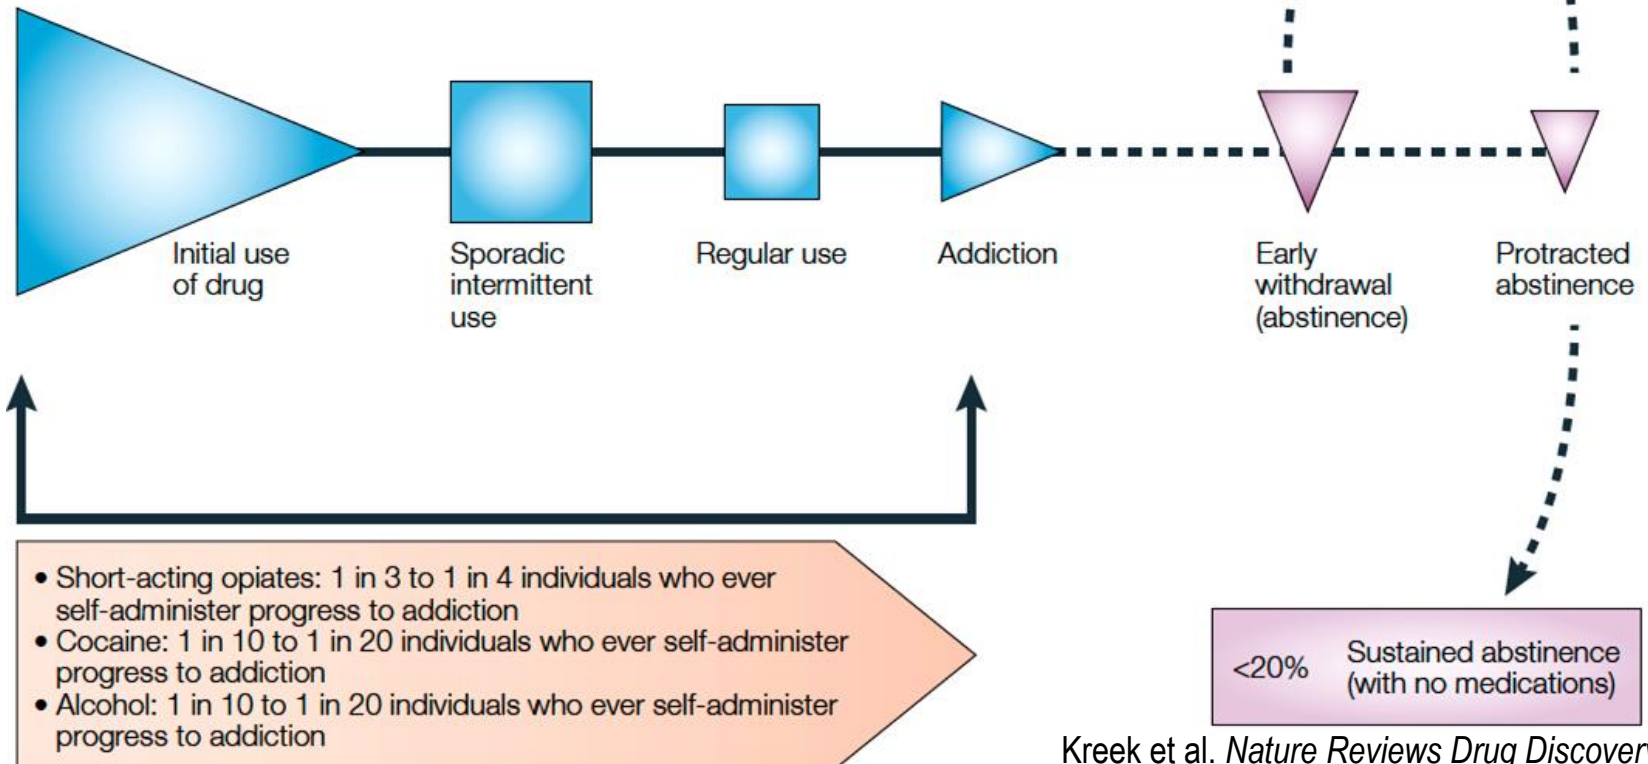 Initial use
of drug
Sporadic
intermittent
use
Regular use
Addiction
Early
withdrawal
(abstinence)
Protracted
abstinence
• Short-acting opiates: 1 in 3 to 1 in 4 individuals who ever
self-administer progress to addiction
• Cocaine: 1 in 10 to 1 in 20 individuals who ever self-administer
progress to addiction
• Alcohol: 1 in 10 to 1 in 20 individuals who ever self-administer
progress to addiction
<20%
Sustained abstinence
(with no medications)
Kreek et al. Nature Reviews Drug Discovery